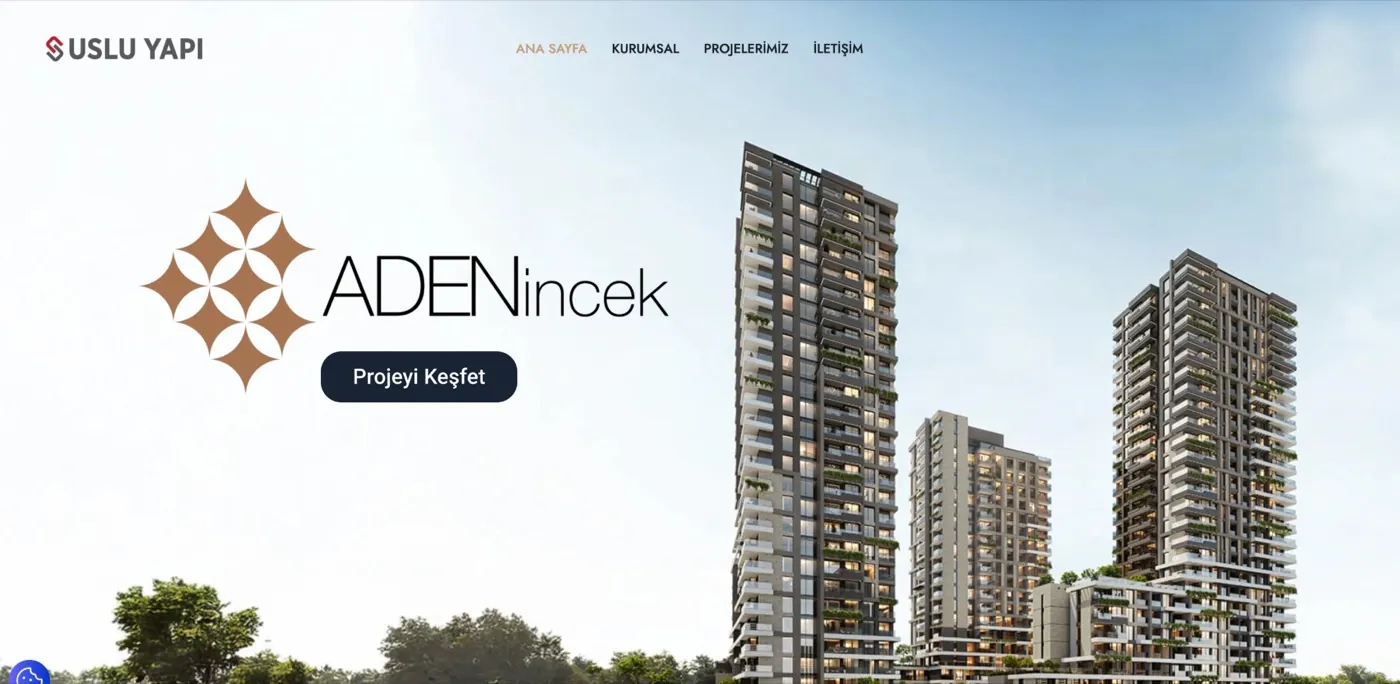 USLU YAPI
ANA SAYFA KURUMSAL PROJELERİMİZ İLETİŞİM
ADENincek
Projeyi Keşfet